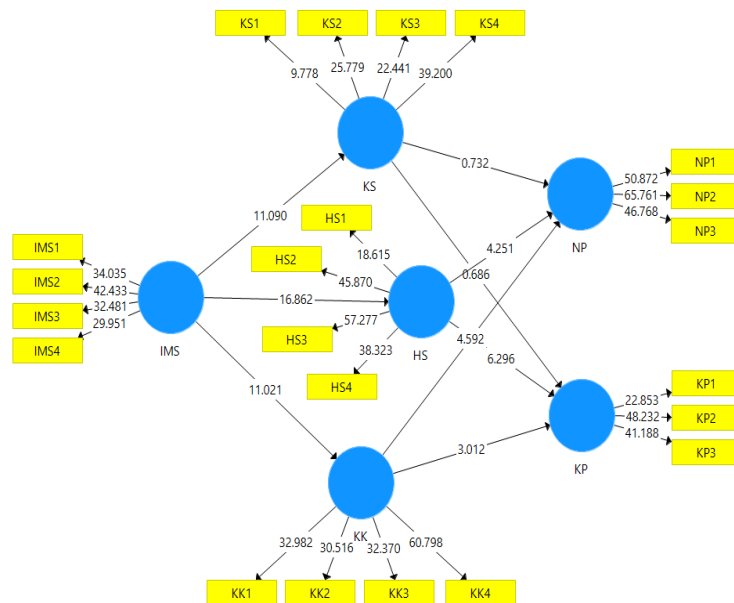 KS1 KS2 KS3 KS4
9.778 25.779 22.441 39.200
KS
0.732
NP1
50.872
65.761
NP2
46.768
NP3
NP
11.090
HS1
18.615
HS2
45.870
4.251
0.686
IMS1
34.035
IMS2
42.433
IMS3
32.481
IMS4
29.951
IMS
16.862
57.277
HS3
HS
38.323
HS4
4.592
6.296
11.021
KP1
22.853
48.232
KP2
41.188
KP3
KP
3.012
KK
32.982 30.516 32.370 60.798
KK1 KK2 KK3 KK4